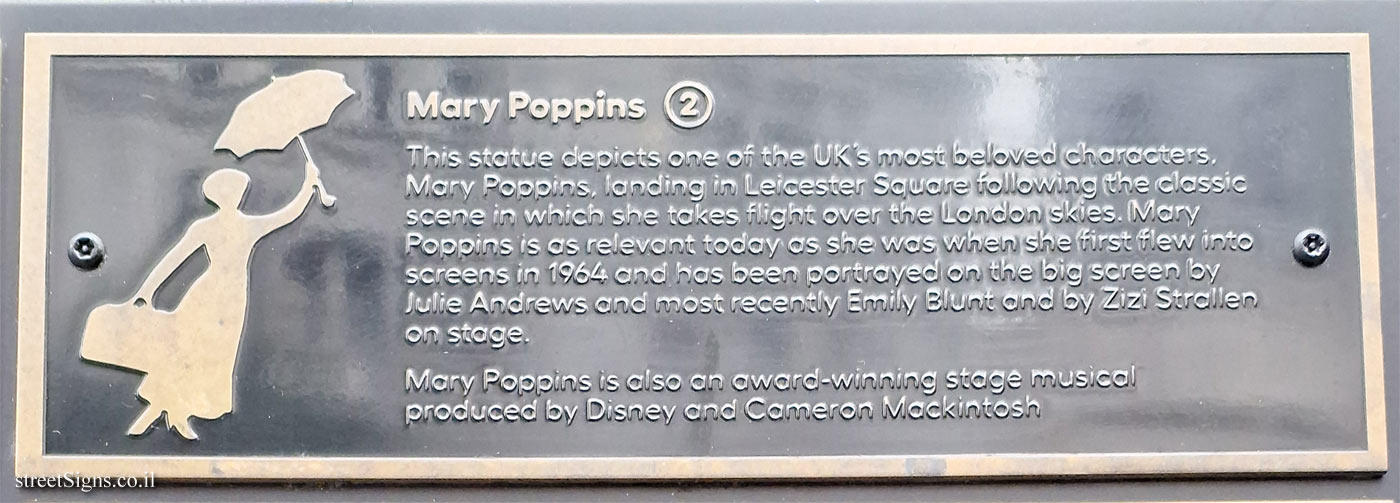 Mary Poppins 2
This statue depicts one of the UK's most beloved characters,
Mary Poppins, landing in Leicester Square following the classic
scene in which she takes flight over the London skies. Mary
Poppins is as relevant today as she was when she first flew into
screens in 1964 and has been portrayed on the big screen by
Julie Andrews and most recently Emily Blunt and by Zizi Strallen
on stage.
Mary Poppins is also an award-winning stage musical
produced by Disney and Cameron Mackintosh
streetSigns.co.il